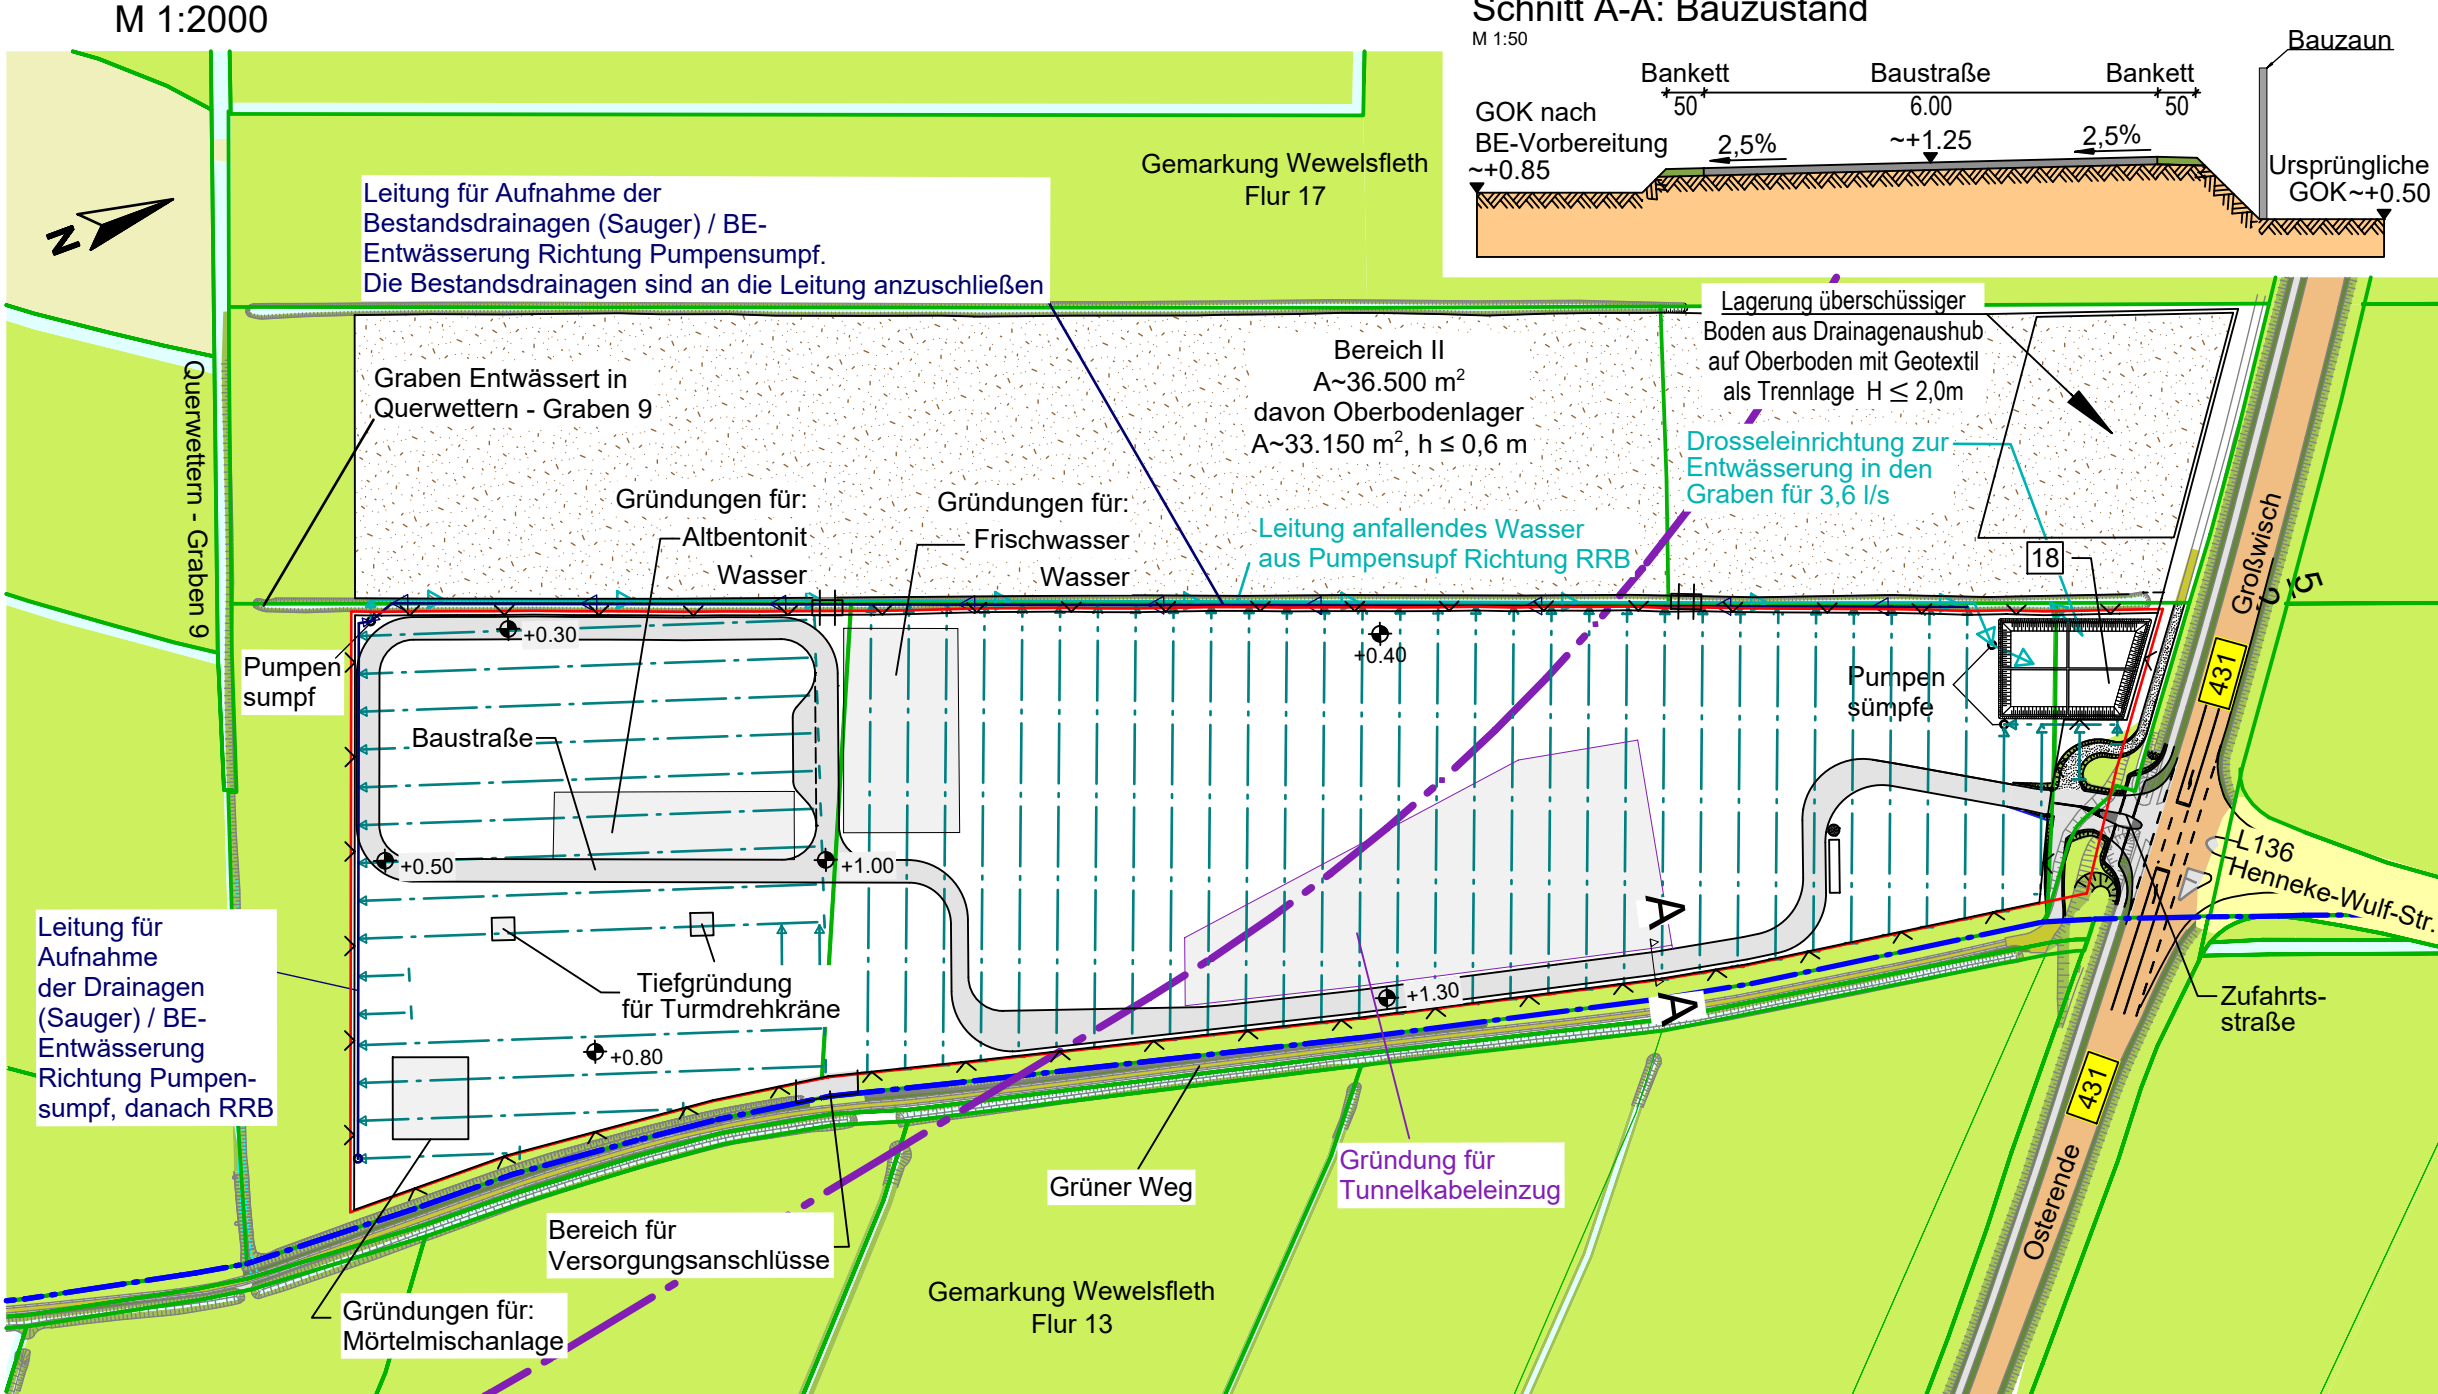 M 1:2000
Schnitt A-A: Bauzustand
M 1:50
Bauzaun
Bankett
Baustraße
Bankett
50
6.00
50
GOK nach
BE-Vorbereitung
~+0.85
2,5%
~+1.25
2,5%
Ursprüngliche
GOK~+0.50
Gemarkung Wewelsfleth
Flur 17
N
Leitung für Aufnahme der
Bestandsdrainagen (Sauger) / BE-
Entwässerung Richtung Pumpensumpf.
Die Bestandsdrainagen sind an die Leitung anzuschließen
Lagerung überschüssiger
Boden aus Drainagenaushub
auf Oberboden mit Geotextil
als Trennlage H ≤ 2,0m
Bereich II
A~36.500 m²
davon Oberbodenlager
A~33.150 m², h ≤ 0,6 m
Graben Entwässert in
Querwettern - Graben 9
Querwettern - Graben 9
Drosseleinrichtung zur
Entwässerung in den
Graben für 3,6 l/s
Gründungen für:
Altbentonit
Wasser
Gründungen für:
Frischwasser
Wasser
Leitung anfallendes Wasser
aus Pumpensupf Richtung RRB
18
Großwisch
5
431
+0.30
+0.40
Pumpen
sumpf
Pumpen
sümpfe
Baustraße
+0.50
+1.00
L136
Henneke-Wulf-Str.
A
Leitung für
Aufnahme
der Drainagen
(Sauger) / BE-
Entwässerung
Richtung Pumpen-
sumpf, danach RRB
Tiefgründung
für Turmdrehkräne
+1.30
A
Zufahrts-
straße
+0.80
431
Grüner Weg
Gründung für
Tunnelkabeleinzug
Osterende
Bereich für
Versorgungsanschlüsse
Gemarkung Wewelsfleth
Flur 13
Gründungen für:
Mörtelmischanlage